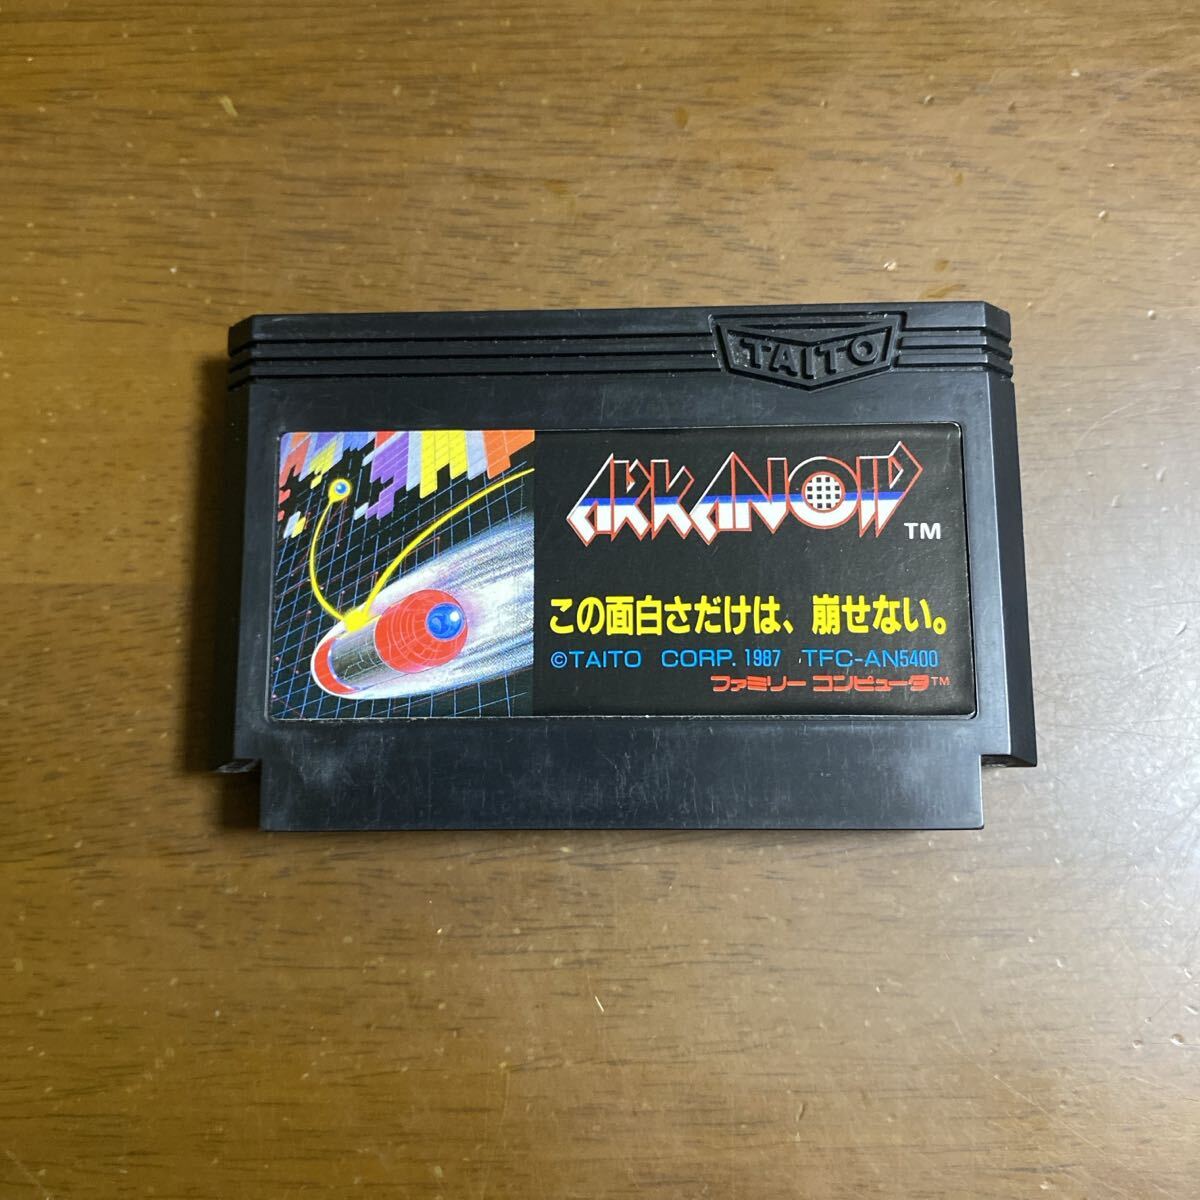 TAITO
ARKANOID TM
この面白さだけは、崩せない。
©TAITO CORP. 1987 TFC-AN5400
ファミリーコンピュータ™